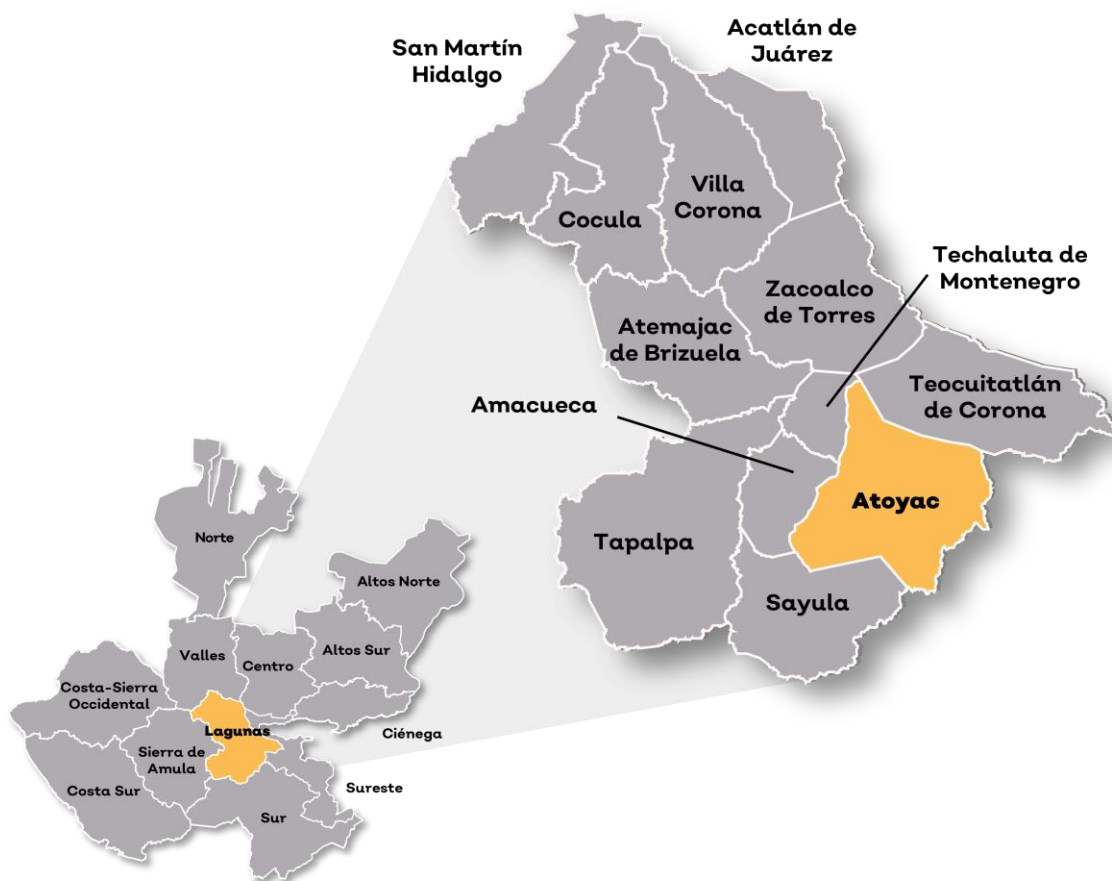 San Martín
Hidalgo
Acatlán de
Juárez
Villa
Corona
Cocula
Techaluta de
Montenegro
Zacoalco
de Torres
Atemajac
de Brizuela
Teocuitatlán
de Corona
Amacueca
Atoyac
Tapalpa
Sayula
Norte
Altos Norte
Valles
Centro
Altos Sur
Costa-Sierra
Occidental
Lagunas
Ciénega
Sierra de
Amula
Costa Sur
Sureste
Sur